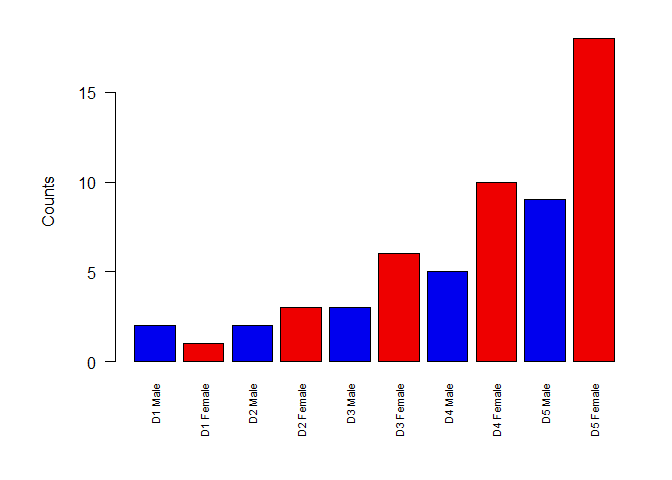 15
10
5
0
Counts
D1 Male
D1 Female
D2 Male
D2 Female
D3 Male
D3 Female
D4 Male
D4 Female
D5 Male
D5 Female